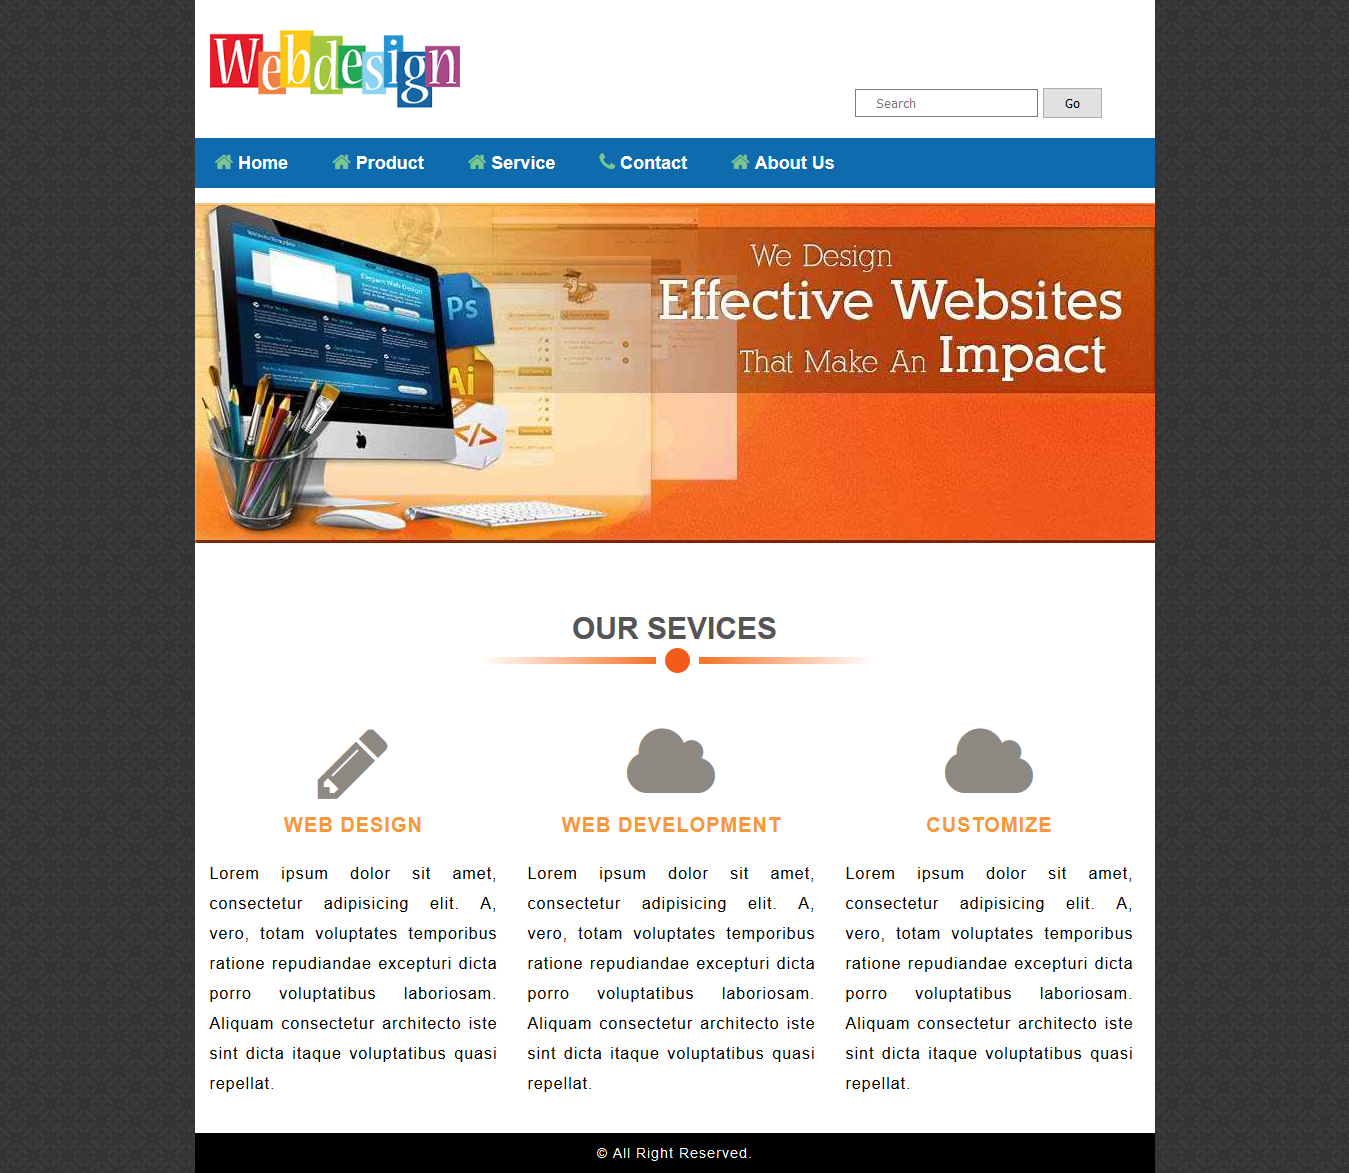 Webdesign
Search Go
Home Product Service Contact About Us
We Design
Effective Websites
That Make An Impact
Elegant Web Design
Ps
Ai
</>
OUR SEVICES
WEB DESIGN
Lorem ipsum dolor sit amet,
consectetur adipisicing elit. A,
vero, totam voluptates temporibus
ratione repudiandae excepturi dicta
porro voluptatibus laboriosam.
Aliquam consectetur architecto iste
sint dicta itaque voluptatibus quasi
repellat.
WEB DEVELOPMENT
Lorem ipsum dolor sit amet,
consectetur adipisicing elit. A,
vero, totam voluptates temporibus
ratione repudiandae excepturi dicta
porro voluptatibus laboriosam.
Aliquam consectetur architecto iste
sint dicta itaque voluptatibus quasi
repellat.
CUSTOMIZE
Lorem ipsum dolor sit amet,
consectetur adipisicing elit. A,
vero, totam voluptates temporibus
ratione repudiandae excepturi dicta
porro voluptatibus laboriosam.
Aliquam consectetur architecto iste
sint dicta itaque voluptatibus quasi
repellat.
© All Right Reserved.